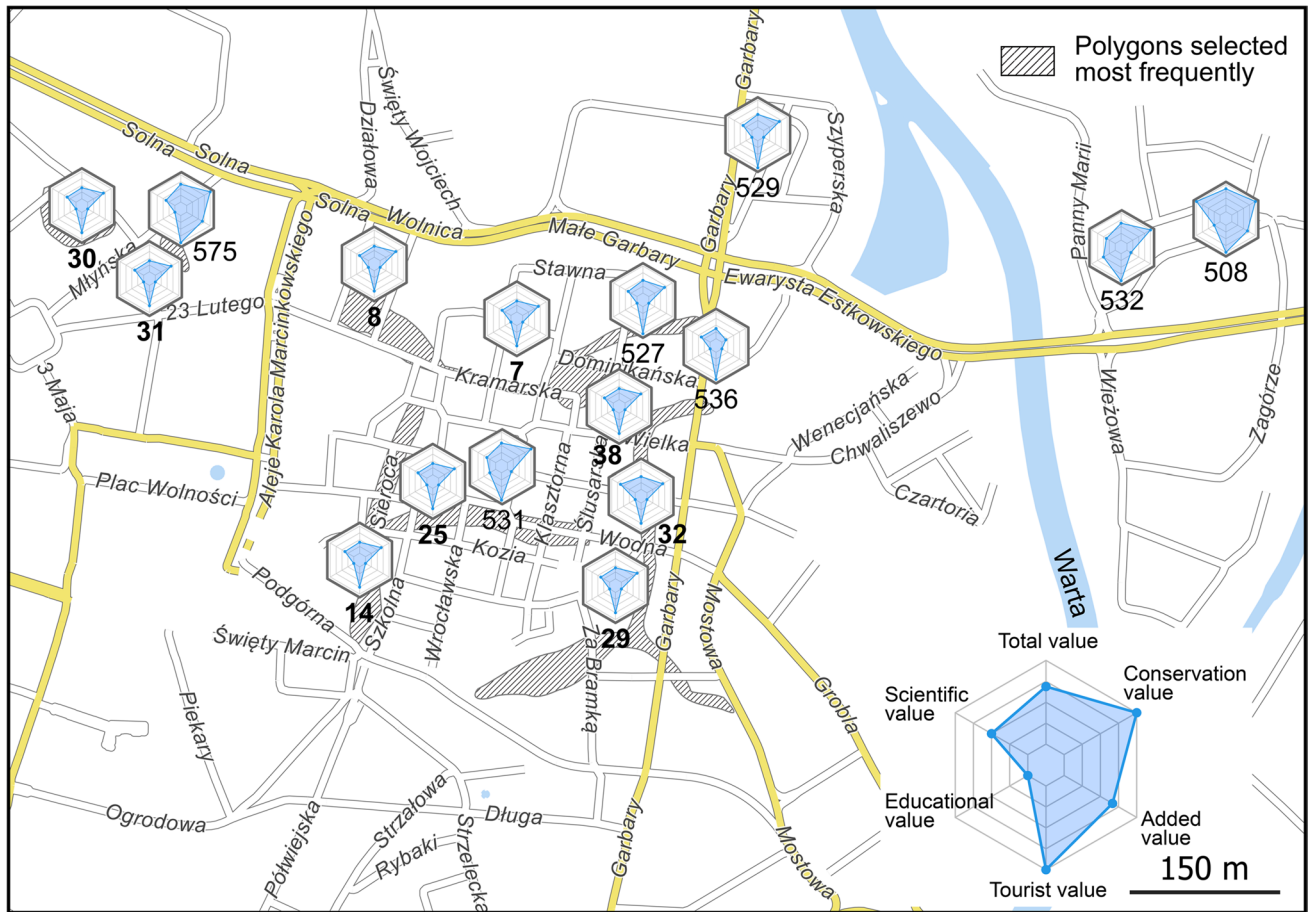 Polygons selected
most frequently
Garbary
Święty Wojciech
Działowa
Szyperska
Solna
Solna
Panny Marii
529
Solna
Wolnica
Garbary
Małe Garbary
30
575
Młyńska
8
Stawna
Ewarysta Estkowskiego
508
532
31
23 Lutego
Aleje Karola Marcinkowskiego
7
527
Dominikańska
536
3 Maja
Kramarska
Wenecjańska
Chwaliszewo
Wieżowa
Zagórze
38
Wielka
Plac Wolności
Sieroca
Klasztorna
Ślusarska
Czartoria
25
531
32
Kozia
Wodna
Warta
Podgórna
14
Szkolna
Wrocławska
29
Garbary
Mostowa
Święty Marcin
Za Bramką
Piekary
Grobla
Total value
Conservation
value
Scientific
value
Educational
value
Added
value
Tourist value
150 m
Ogrodowa
Półwiejska
Strzałowa
Rybaki
Strzelecka
Długa
Garbary
Mostowa